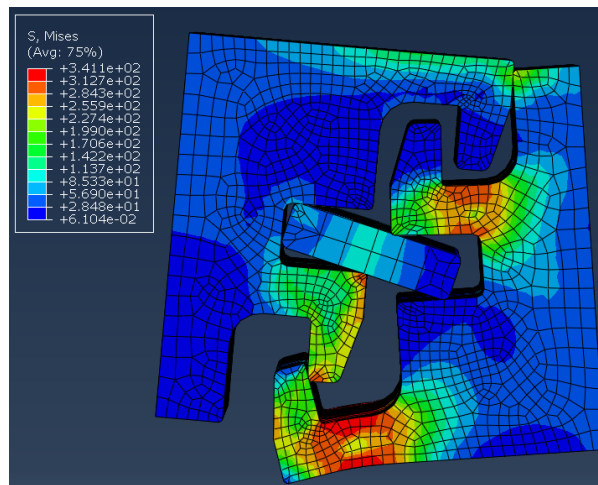 S, Mises
(Avg: 75%)
+3.411e+02
+3.127e+02
+2.843e+02
+2.559e+02
+2.274e+02
+1.990e+02
+1.706e+02
+1.422e+02
+1.137e+02
+8.533e+01
+5.690e+01
+2.848e+01
+6.104e-02